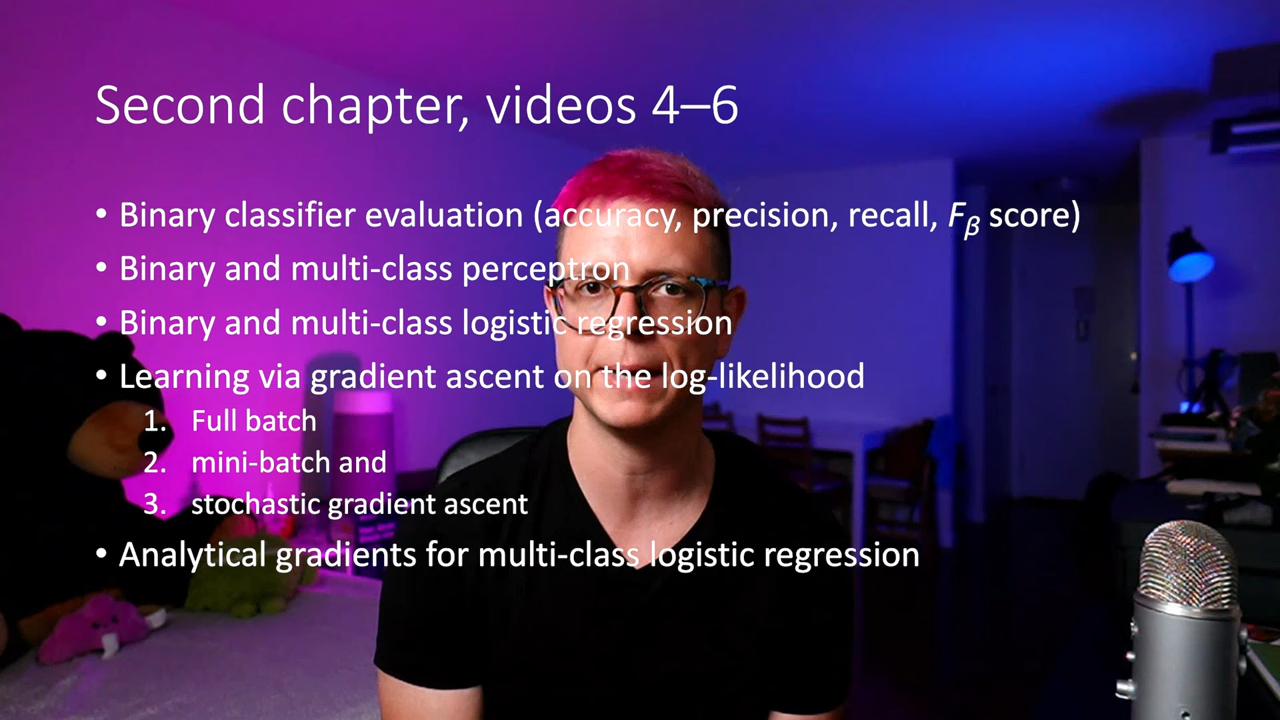 Second chapter, videos 4–6
• Binary classifier evaluation (accuracy, precision, recall, Fβ score)
• Binary and multi-class perceptron
• Binary and multi-class logistic regression
• Learning via gradient ascent on the log-likelihood
1. Full batch
2. mini-batch and
3. stochastic gradient ascent
• Analytical gradients for multi-class logistic regression